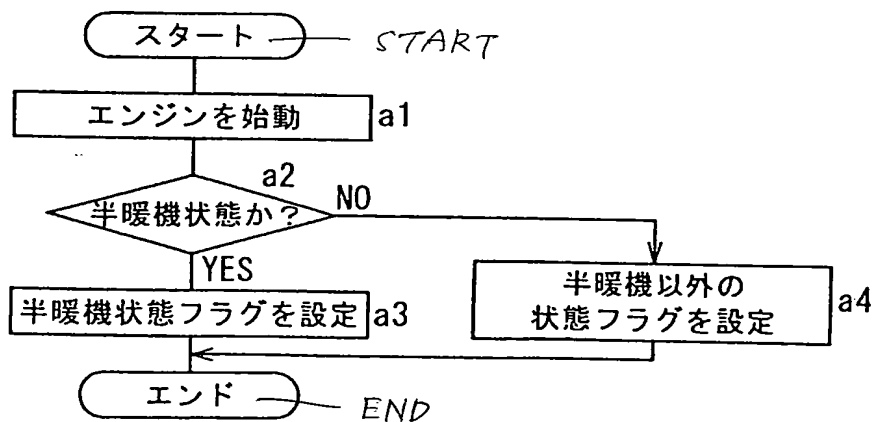 スタート
START
エンジンを始動
a1
a2
半暖機状態か?
NO
YES
半暖機状態フラグを設定
a3
半暖機以外の
状態フラグを設定
a4
エンド
END